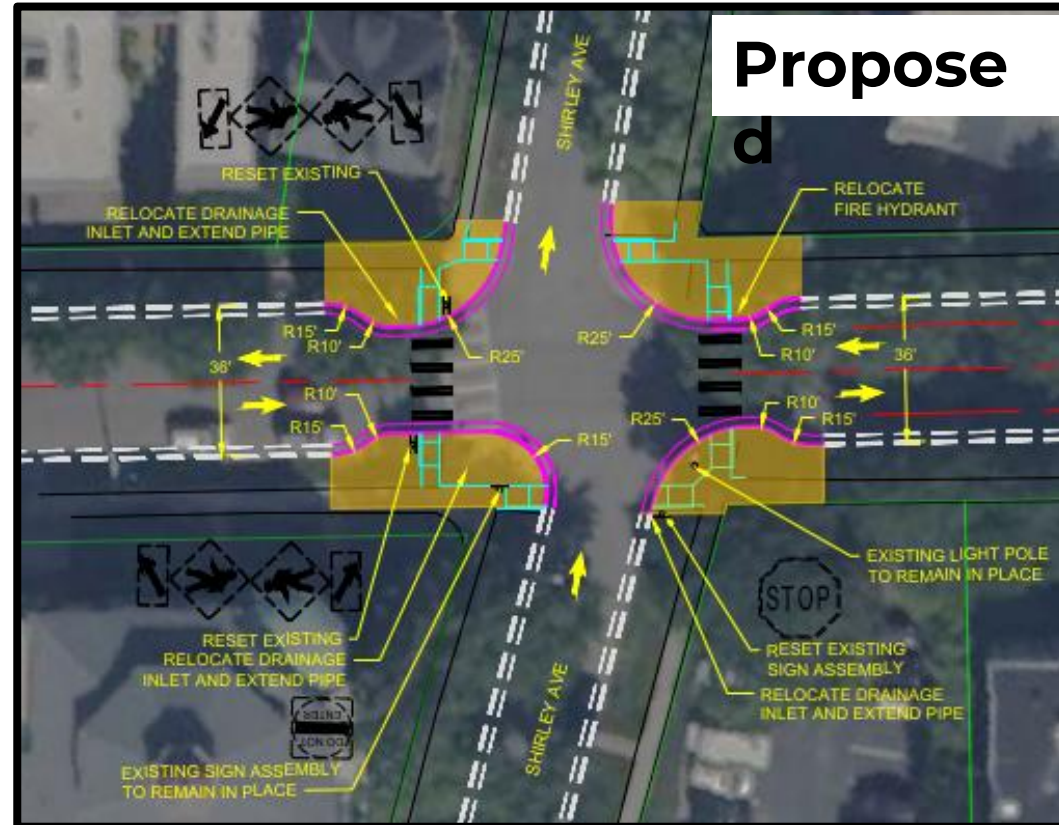 Propose
d
SHIRLEY AVE
RESET EXISTING
RELOCATE DRAINAGE
INLET AND EXTEND PIPE
RELOCATE
FIRE HYDRANT
R15'
R10'
R25'
R25'
R15'
R10'
36'
36'
R10'
R15'
R15'
R25'
R10'
R15'
EXISTING LIGHT POLE
TO REMAIN IN PLACE
STOP
RESET EXISTING
RELOCATE DRAINAGE
INLET AND EXTEND PIPE
RESET EXISTING
SIGN ASSEMBLY
RELOCATE DRAINAGE
INLET AND EXTEND PIPE
SHIRLEY AVE
DO NOT
ENTER
EXISTING SIGN ASSEMBLY
TO REMAIN IN PLACE